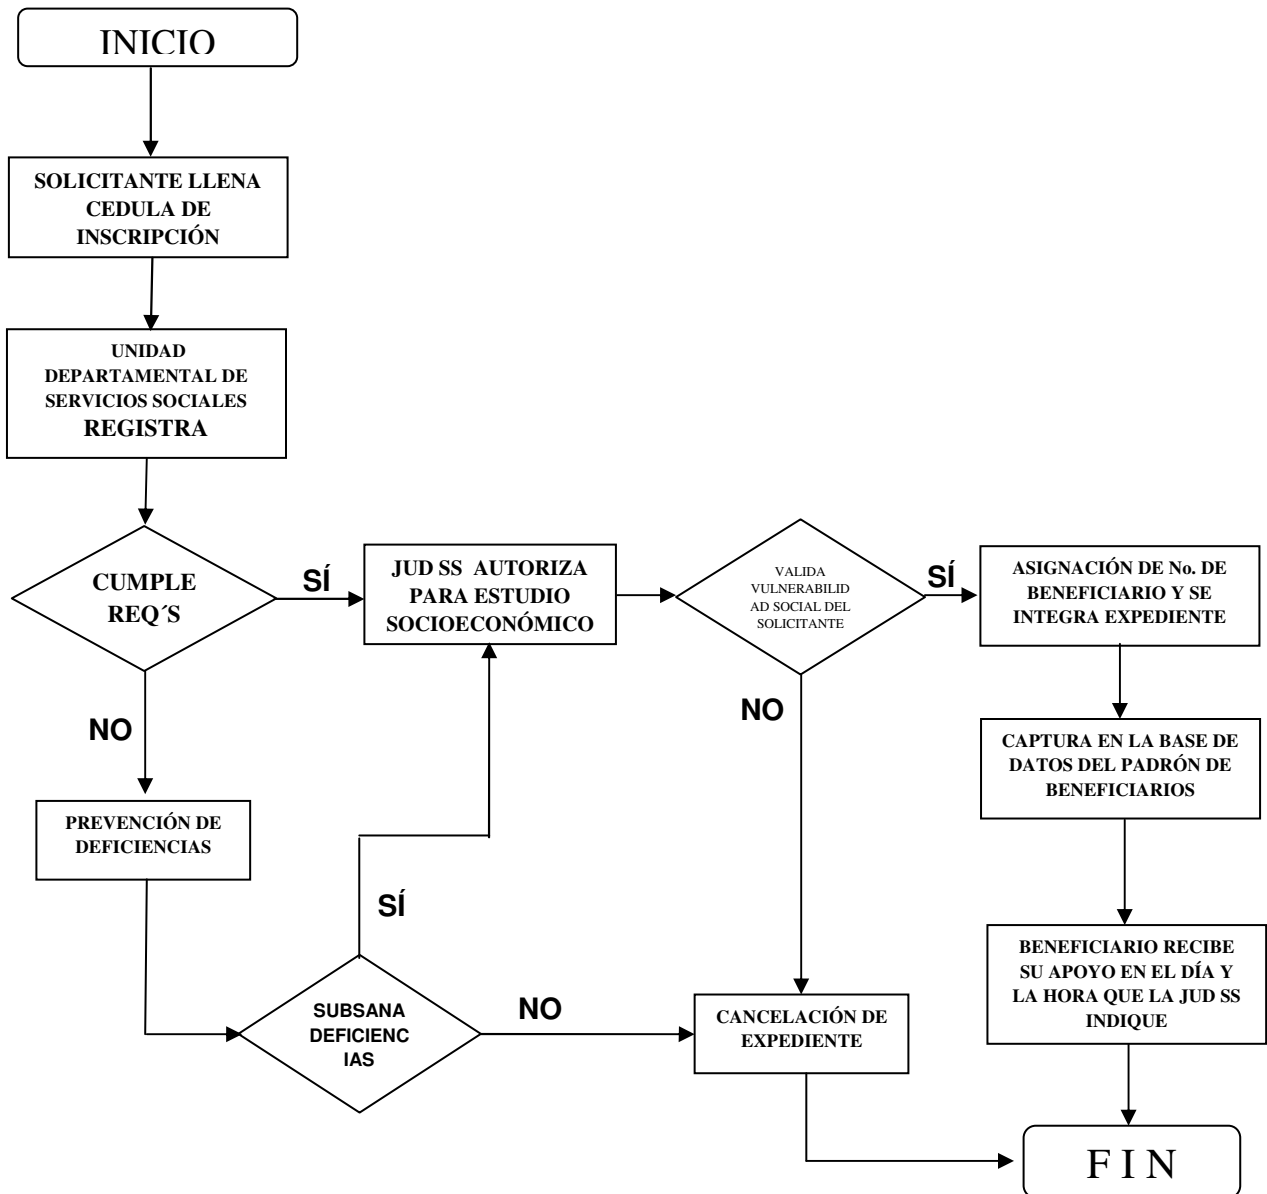 INICIO
SOLICITANTE LLENA
CEDULA DE
INSCRIPCIÓN
UNIDAD
DEPARTAMENTAL DE
SERVICIOS SOCIALES
REGISTRA
CUMPLE
REQ´S
SÍ
JUD SS AUTORIZA
PARA ESTUDIO
SOCIOECONÓMICO
VALIDA
VULNERABILID
AD SOCIAL DEL
SOLICITANTE
SÍ
ASIGNACIÓN DE No. DE
BENEFICIARIO Y SE
INTEGRA EXPEDIENTE
NO
NO
CAPTURA EN LA BASE DE
DATOS DEL PADRÓN DE
BENEFICIARIOS
PREVENCIÓN DE
DEFICIENCIAS
SÍ
SUBSANA
DEFICIENC
IAS
NO
CANCELACIÓN DE
EXPEDIENTE
BENEFICIARIO RECIBE
SU APOYO EN EL DÍA Y
LA HORA QUE LA JUD SS
INDIQUE
F I N